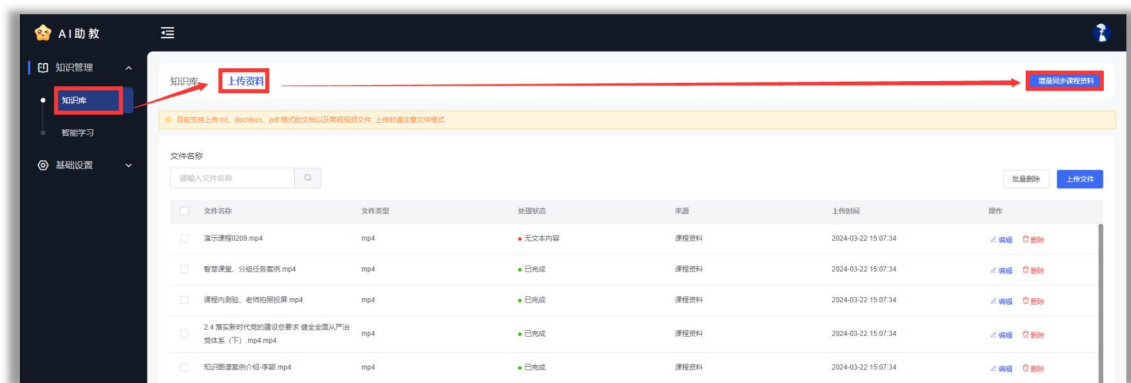 AI助教
知识管理
知识库
智能学习
基础设置
知识库 上传资料 增量同步课程资料
目前支持上传 txt、doc/docx、pdf 格式的文档以及常规视频文件, 上传时请注意文件格式
文件名称
请输入文件名称 批量删除 上传文件
文件名称 文件类型 处理状态 来源 上传时间 操作
演示课程0209.mp4 mp4 无文本内容 课程资料 2024-03-22 15:07:34 编辑 删除
智慧课堂、分组任务案例.mp4 mp4 已完成 课程资料 2024-03-22 15:07:34 编辑 删除
课程内测验、老师拍照投屏.mp4 mp4 已完成 课程资料 2024-03-22 15:07:34 编辑 删除
2.4 落实新时代党的建设总要求 健全全面从严治
党体系（下）.mp4.mp4 mp4 已完成 课程资料 2024-03-22 15:07:34 编辑 删除
知识图谱案例介绍-李颖.mp4 mp4 已完成 课程资料 2024-03-22 15:07:34 编辑 删除